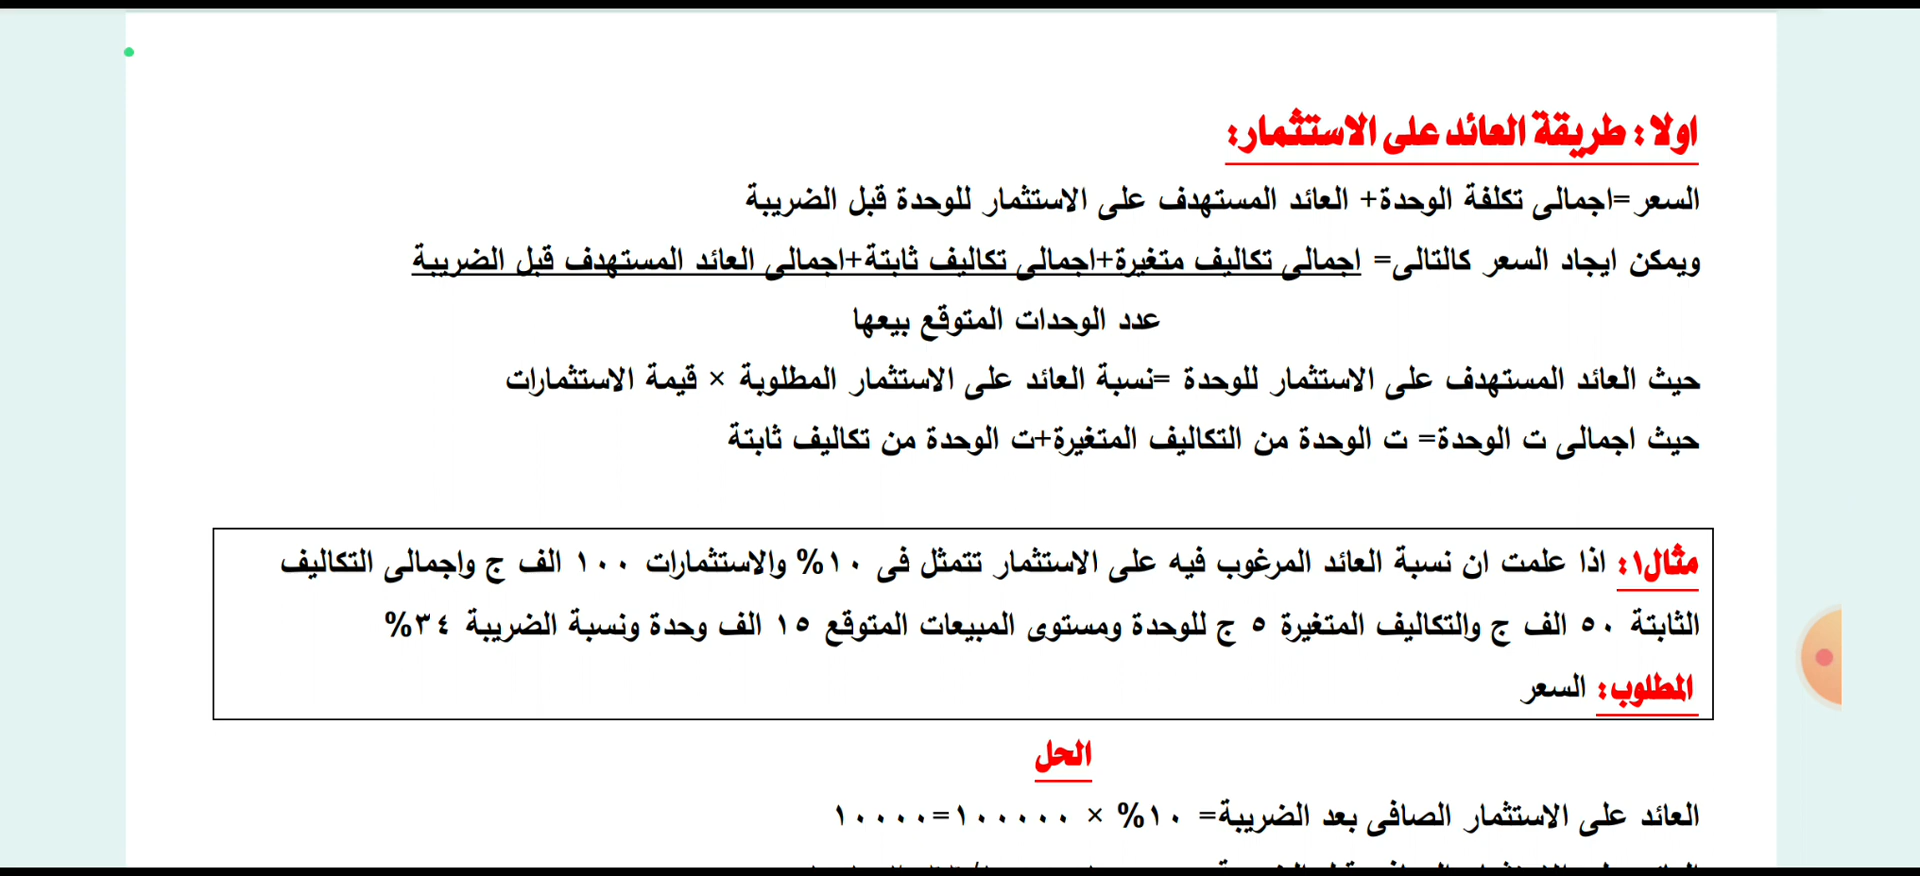 اولا: طريقة العائد على الاستثمار:
السعر =اجمالى تكلفة الوحدة+ العائد المستهدف على الاستثمار للوحدة قبل الضريبة
ويمكن ايجاد السعر كالتالى= اجمالى تكاليف متغيرة+اجمالى تكاليف ثابتة+اجمالى العائد المستهدف قبل الضريبة
عدد الوحدات المتوقع بيعها
حيث العائد المستهدف على الاستثمار للوحدة =نسبة العائد على الاستثمار المطلوبة × قيمة الاستثمارات
حيث اجمالى ت الوحدة= ت الوحدة من التكاليف المتغيرة+ت الوحدة من تكاليف ثابتة
مثال١: اذا علمت ان نسبة العائد المرغوب فيه على الاستثمار تتمثل فى ١٠% والاستثمارات ١٠٠ الف ج واجمالى التكاليف
الثابتة ٥٠ الف ج والتكاليف المتغيرة ٥ ج للوحدة ومستوى المبيعات المتوقع ١٥ الف وحدة ونسبة الضريبة ٣٤%
المطلوب: السعر
الحل
العائد على الاستثمار الصافى بعد الضريبة= ١٠% × ١٠٠٠٠٠=١٠٠٠٠